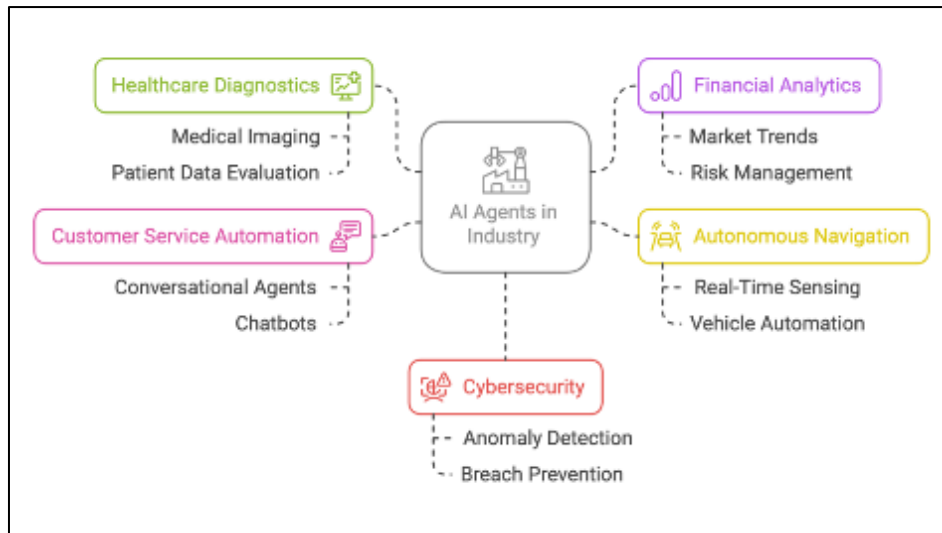 Healthcare Diagnostics
Medical Imaging
Patient Data Evaluation
Customer Service Automation
Conversational Agents
Chatbots
AI Agents in
Industry
Financial Analytics
Market Trends
Risk Management
Autonomous Navigation
Real-Time Sensing
Vehicle Automation
Cybersecurity
Anomaly Detection
Breach Prevention